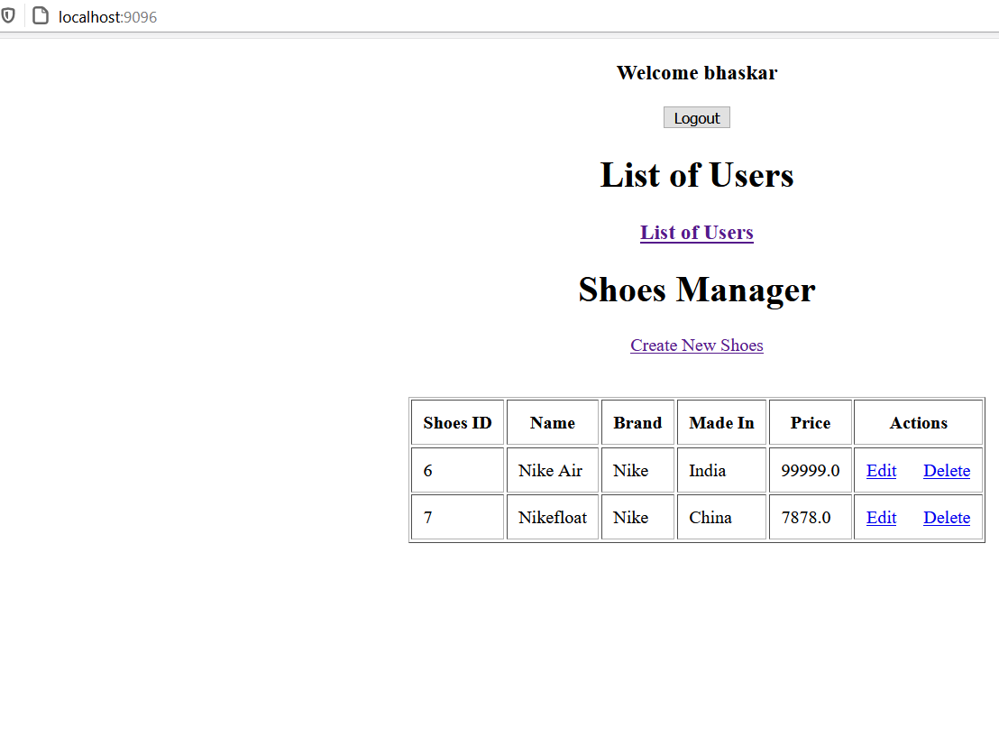 localhost:9096
Welcome bhaskar
Logout
List of Users
List of Users
Shoes Manager
Create New Shoes
Shoes ID Name Brand Made In Price Actions
6 Nike Air Nike India 99999.0 Edit Delete
7 Nikefloat Nike China 7878.0 Edit Delete